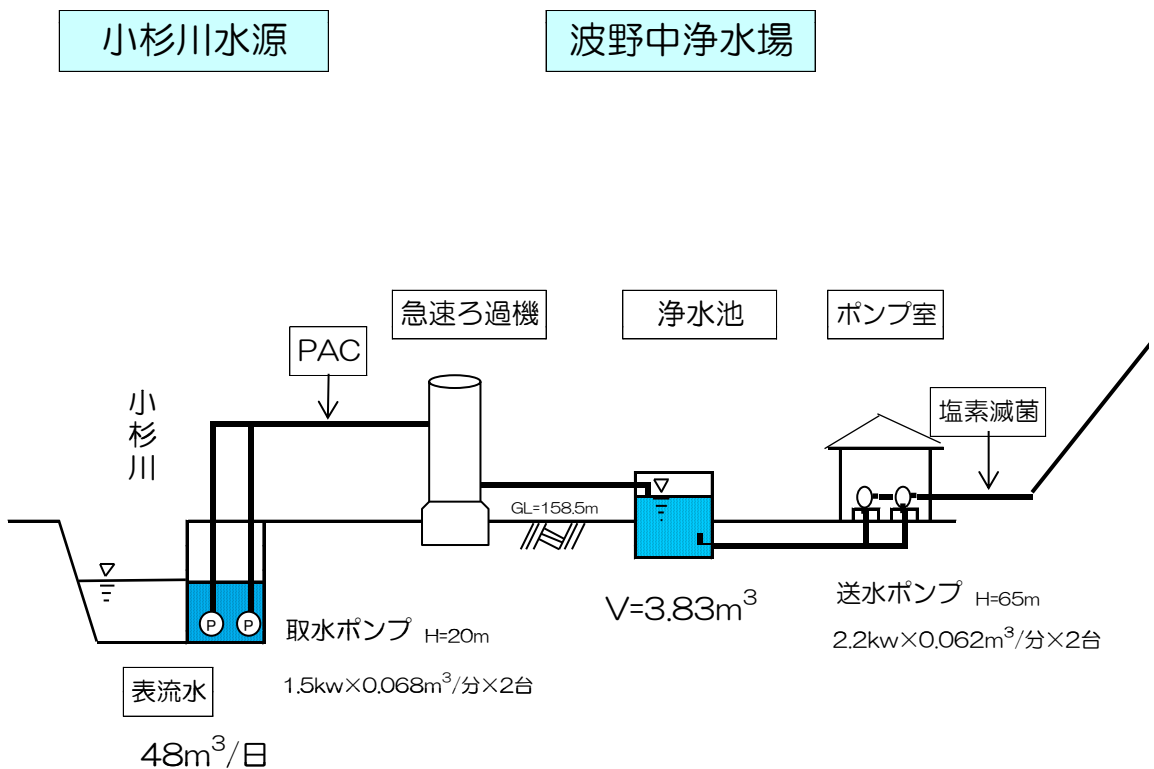 小杉川水源
波野中浄水場
急速ろ過機
浄水池
ポンプ室
PAC
塩素滅菌
小杉川
GL=158.5m
P
P
取水ポンプ H=20m
1.5kw×0.068m³/分×2台
V=3.83m³
送水ポンプ H=65m
2.2kw×0.062m³/分×2台
表流水
48m³/日